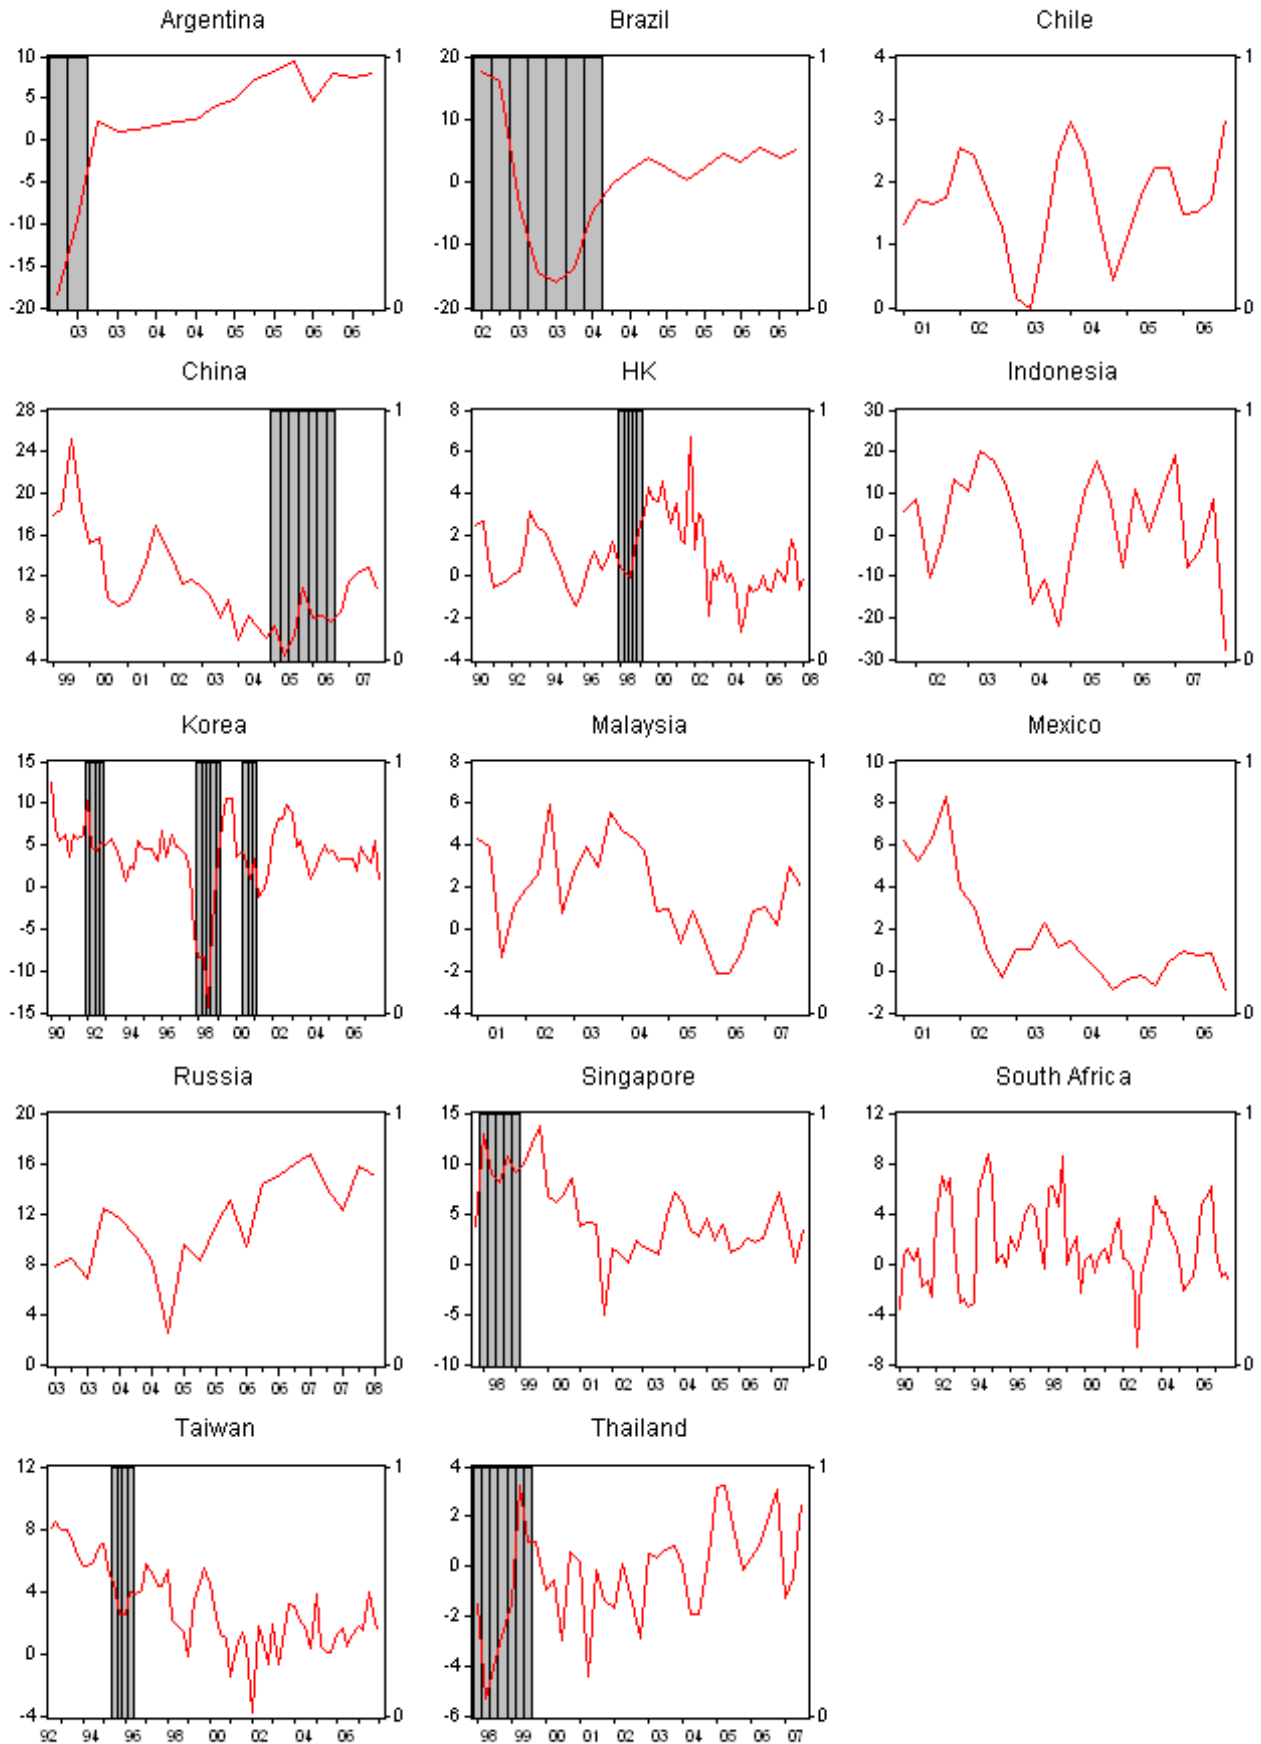 Argentina Brazil Chile
10 1 20 1 4 1
5 10 3
0
-5 0 2
-10
-10 1
-15
-20 0 -20 0 0 0
03 03 04 05 05 06 06 02 03 03 04 04 05 05 06 06 01 02 03 04 05 06
China HK Indonesia
28 1 8 1 30 1
24 6 20
20 4 10
16 2 0
12 0 -10
8 -2 -20
4 0 -4 0 -30 0
99 00 01 02 03 04 05 06 07 90 92 94 96 98 00 02 04 06 08 02 03 04 05 06 07
Korea Malaysia Mexico
15 1 8 1 10 1
10 6 8
5 4 6
0 2 4
-5 0 2
-10 -2 0
-15 0 -4 0 -2 0
90 92 94 96 98 00 02 04 06 01 02 03 04 05 06 07 01 02 03 04 05 06
Russia Singapore South Africa
20 1 15 1 12 1
16 10 8
12 5 4
8 0 0
4 -5 -4
0 0 -10 0 -8 0
03 03 04 04 05 05 06 06 07 07 08 98 99 00 01 02 03 04 05 06 07 90 92 94 96 98 00 02 04 06
Taiwan Thailand
12 1 4 1
8 2
0
4
-2
0 -4
-4 0 -6 0
92 94 96 98 00 02 04 06 98 99 00 01 02 03 04 05 06 07